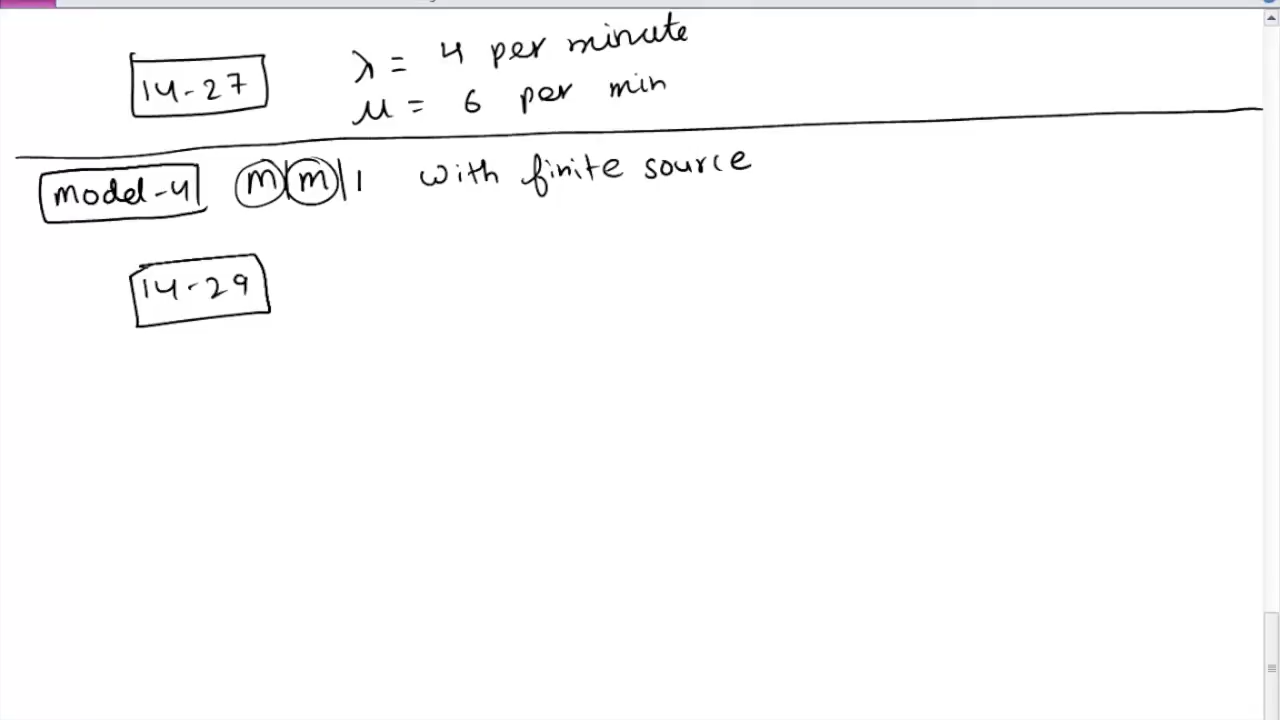 14-27
λ = 4 per minute
μ = 6 per min
model-4 m|m|1 with finite source
14-29